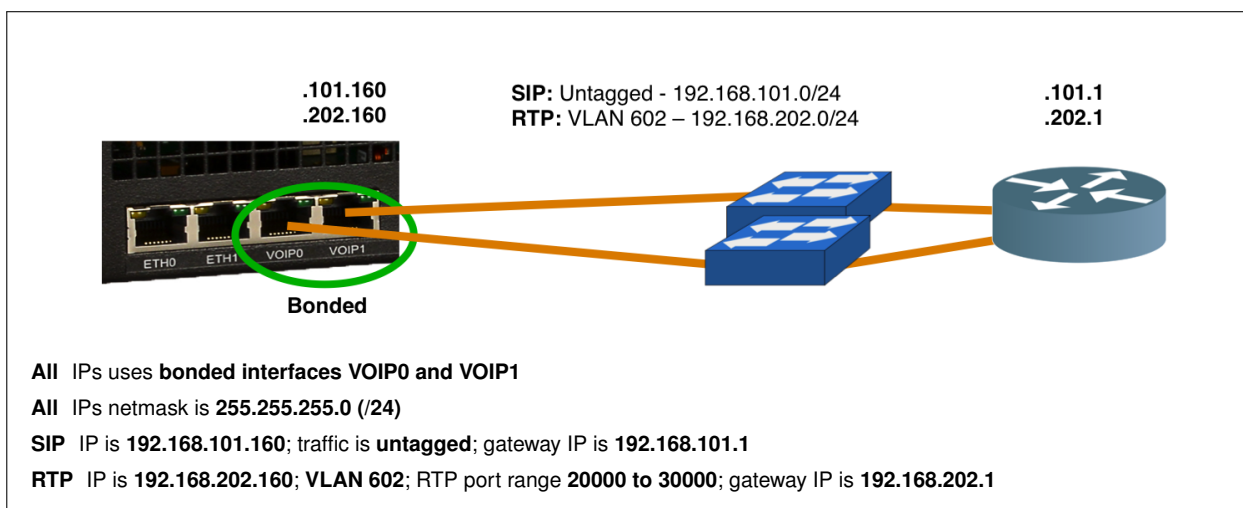 .101.160
.202.160
SIP: Untagged - 192.168.101.0/24
RTP: VLAN 602 – 192.168.202.0/24
.101.1
.202.1
ETH0 ETH1 VOIP0 VOIP1
Bonded
All IPs uses bonded interfaces VOIP0 and VOIP1
All IPs netmask is 255.255.255.0 (/24)
SIP IP is 192.168.101.160; traffic is untagged; gateway IP is 192.168.101.1
RTP IP is 192.168.202.160; VLAN 602; RTP port range 20000 to 30000; gateway IP is 192.168.202.1